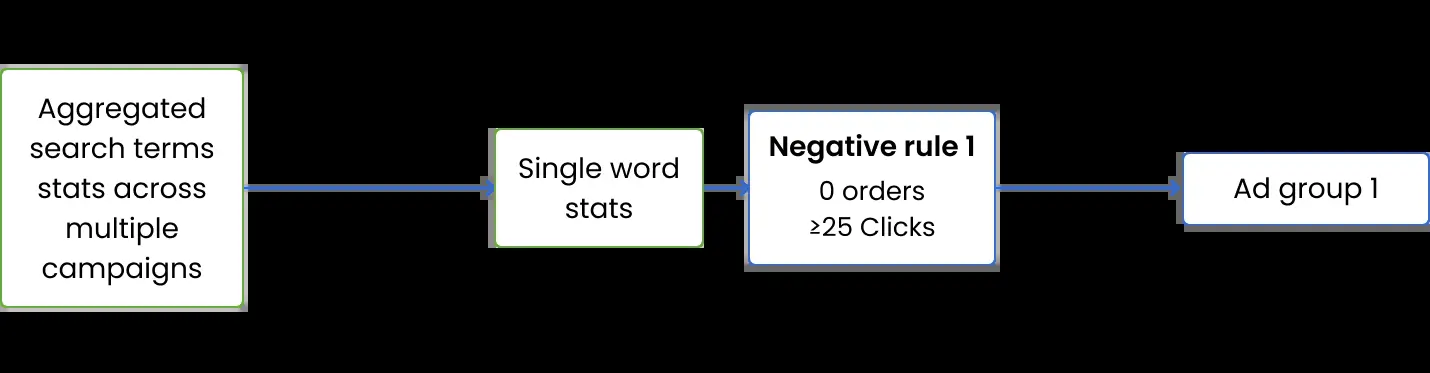 Aggregated
search terms
stats across
multiple
campaigns
Single word
stats
Negative rule 1
0 orders
≥25 Clicks
Ad group 1